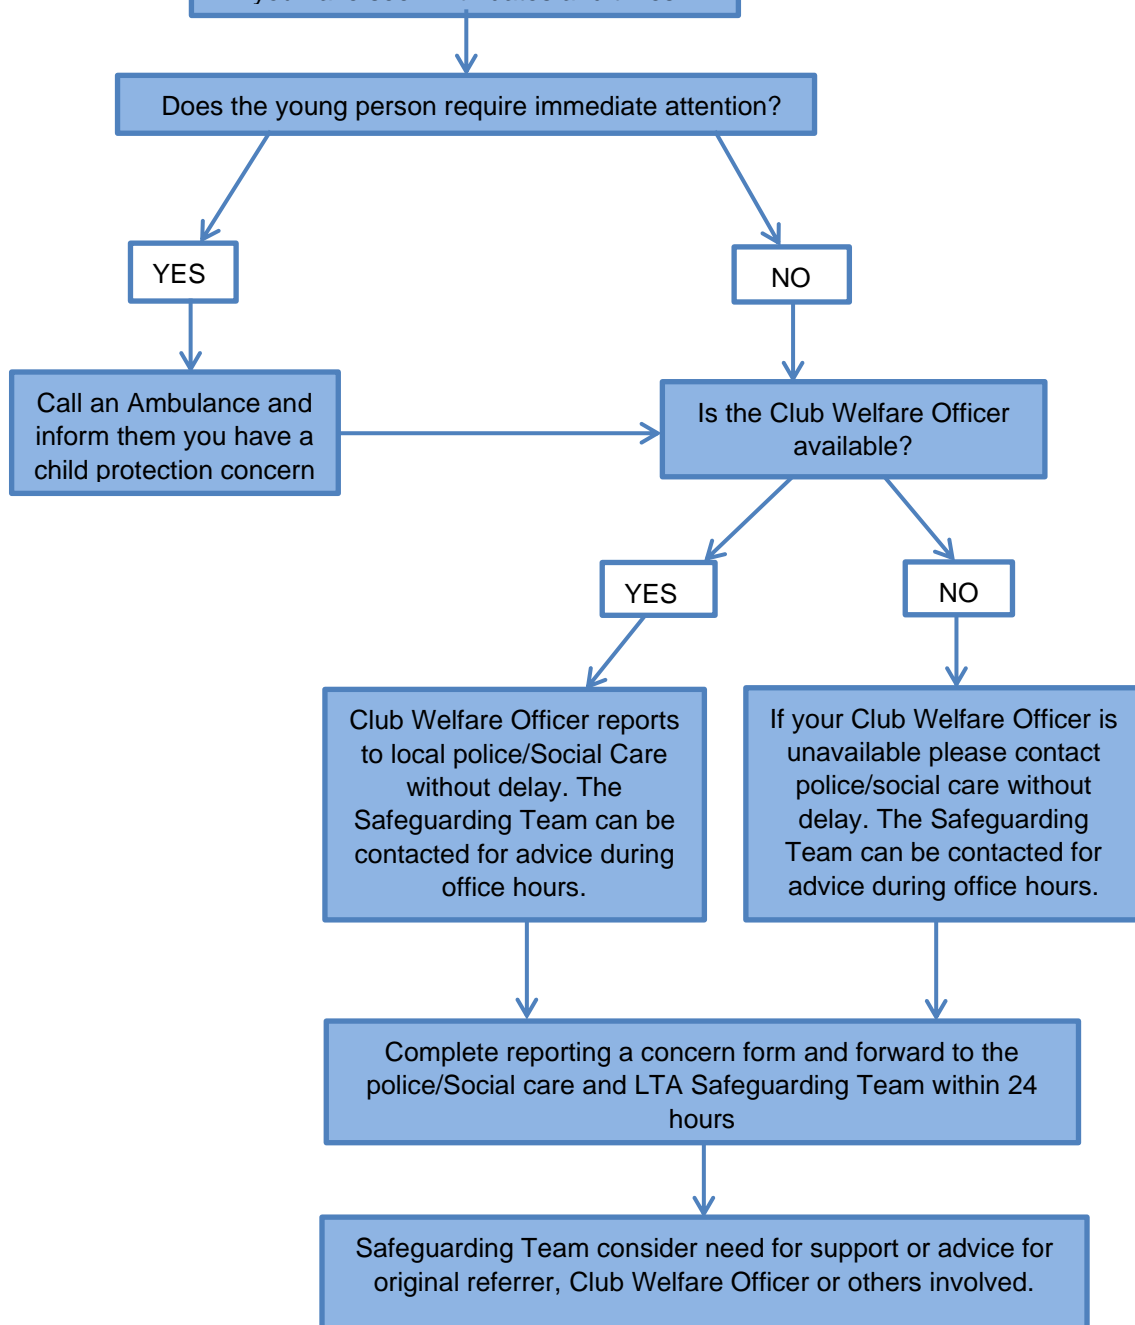 Does the young person require immediate attention?
YES
NO
Call an Ambulance and
inform them you have a
child protection concern
Is the Club Welfare Officer
available?
YES
NO
Club Welfare Officer reports
to local police/Social Care
without delay. The
Safeguarding Team can be
contacted for advice during
office hours.
If your Club Welfare Officer is
unavailable please contact
police/social care without
delay. The Safeguarding
Team can be contacted for
advice during office hours.
Complete reporting a concern form and forward to the
police/Social care and LTA Safeguarding Team within 24
hours
Safeguarding Team consider need for support or advice for
original referrer, Club Welfare Officer or others involved.